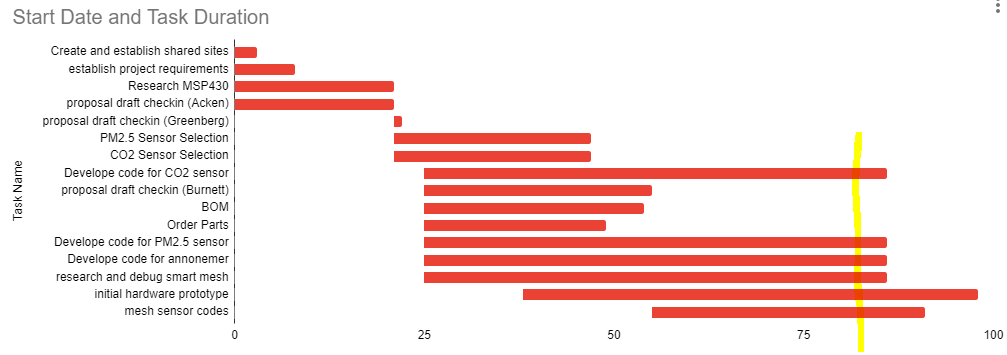 Start Date and Task Duration
Create and establish shared sites
establish project requirements
Research MSP430
proposal draft checkin (Acken)
proposal draft checkin (Greenberg)
PM2.5 Sensor Selection
CO2 Sensor Selection
Develope code for CO2 sensor
proposal draft checkin (Burnett)
BOM
Order Parts
Develope code for PM2.5 sensor
Develope code for annonemer
research and debug smart mesh
initial hardware prototype
mesh sensor codes
Task Name
0 25 50 75 100